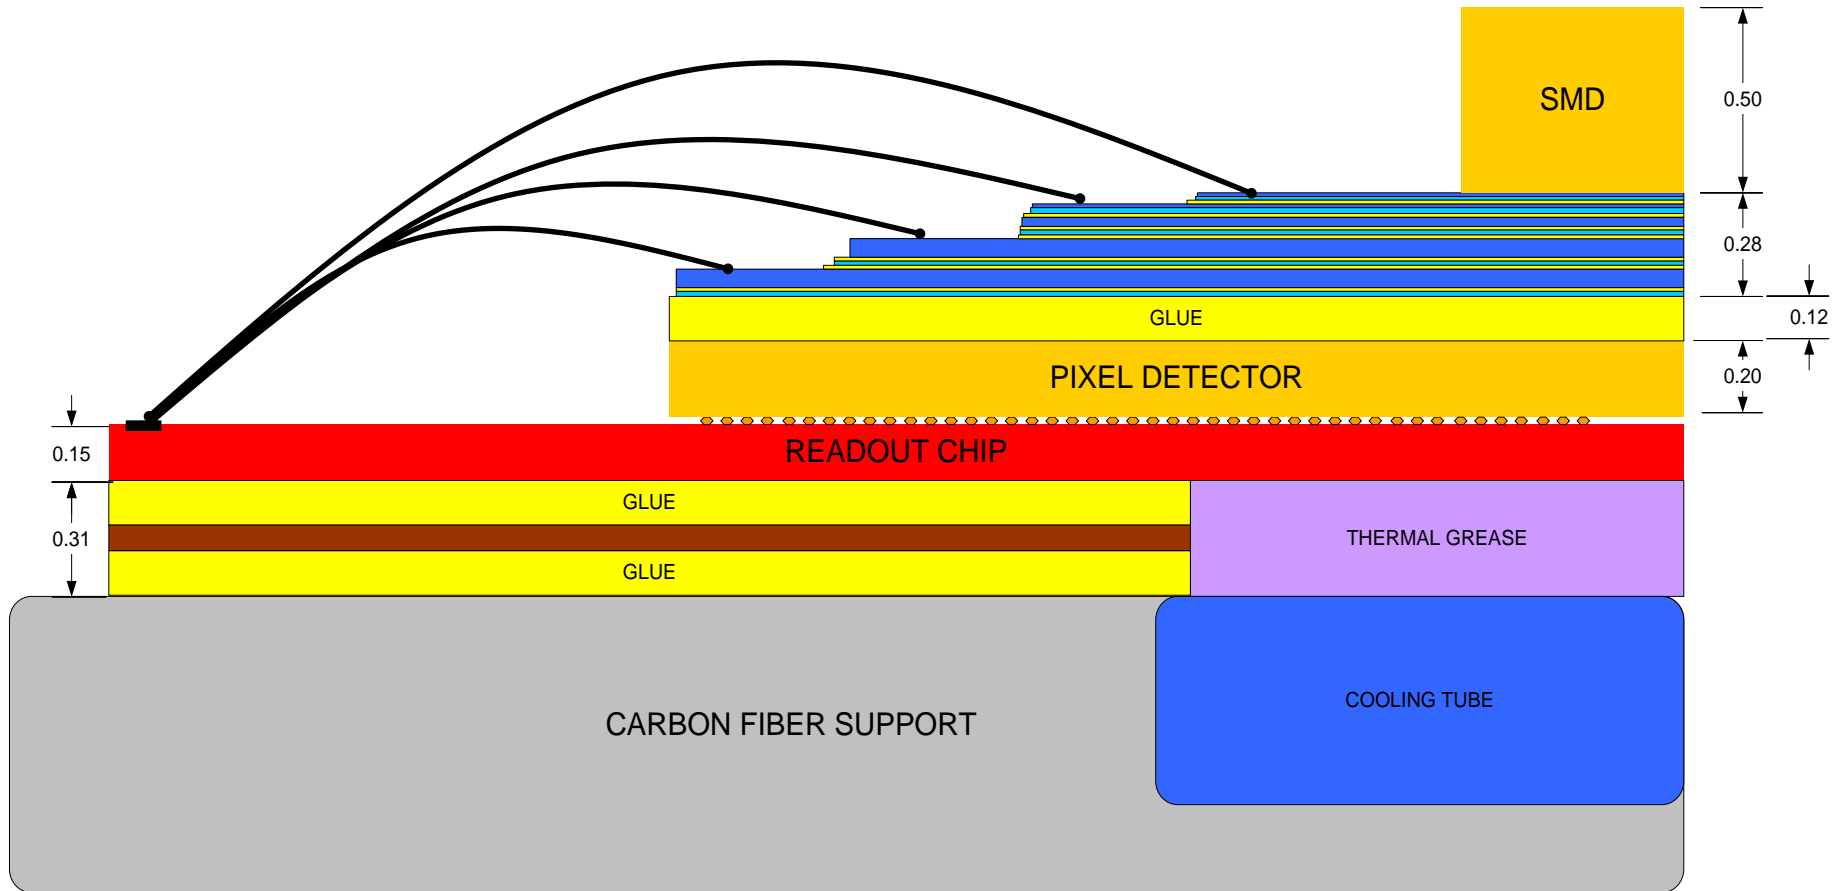 SMD
0.50
0.28
GLUE
0.12
PIXEL DETECTOR
0.20
READOUT CHIP
0.15
GLUE
0.31
THERMAL GREASE
GLUE
COOLING TUBE
CARBON FIBER SUPPORT